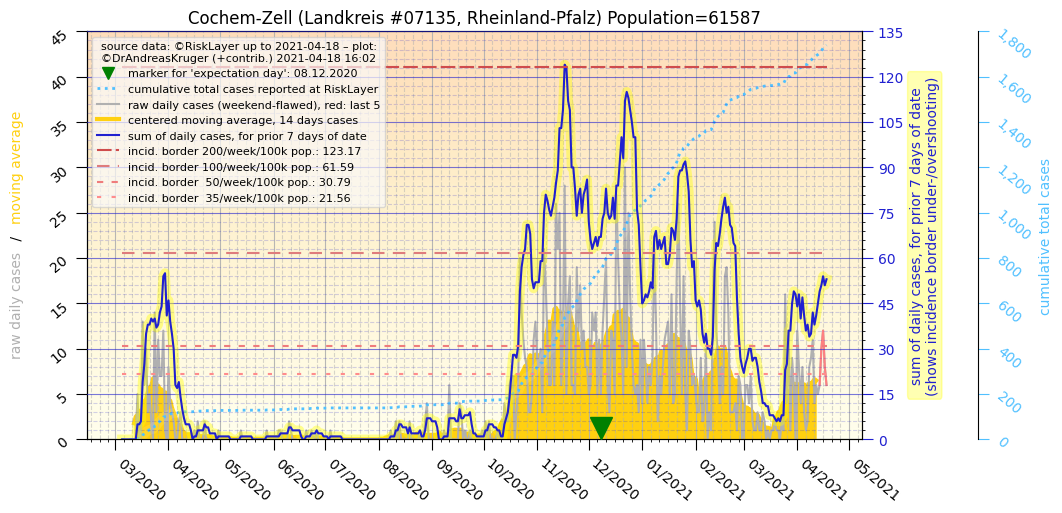 Cochem-Zell (Landkreis #07135, Rheinland-Pfalz) Population=61587
source data: ©RiskLayer up to 2021-04-18 – plot:
©DrAndreasKruger (+contrib.) 2021-04-18 16:02
marker for 'expectation day': 08.12.2020
cumulative total cases reported at RiskLayer
raw daily cases (weekend-flawed), red: last 5
centered moving average, 14 days cases
sum of daily cases, for prior 7 days of date
incid. border 200/week/100k pop.: 123.17
incid. border 100/week/100k pop.: 61.59
incid. border 50/week/100k pop.: 30.79
incid. border 35/week/100k pop.: 21.56
raw daily cases / moving average
45
40
35
30
25
20
15
10
5
0
03/2020
04/2020
05/2020
06/2020
07/2020
08/2020
09/2020
10/2020
11/2020
12/2020
01/2021
02/2021
03/2021
04/2021
05/2021
135
120
105
90
75
60
45
30
15
0
sum of daily cases, for prior 7 days of date
(shows incidence border under-/overshooting)
1,800
1,600
1,400
1,200
1,000
800
600
400
200
0
cumulative total cases